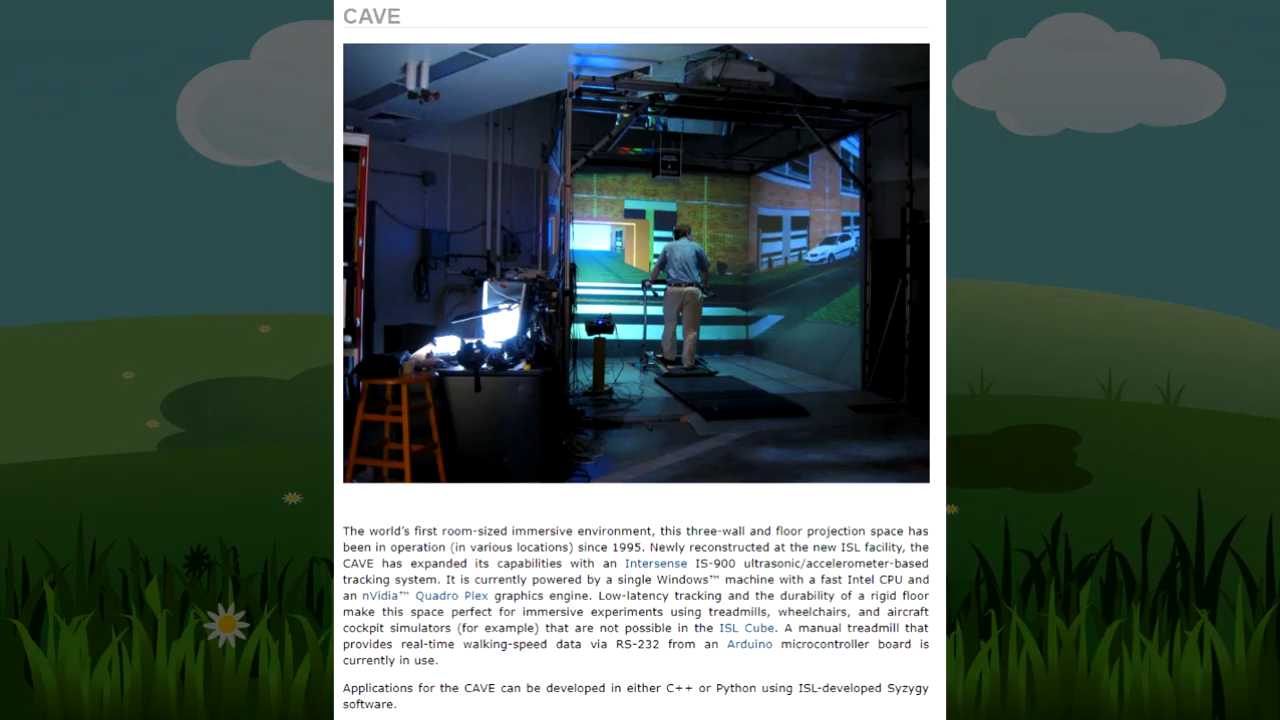 CAVE
The world's first room-sized immersive environment, this three-wall and floor projection space has
been in operation (in various locations) since 1995. Newly reconstructed at the new ISL facility, the
CAVE has expanded its capabilities with an Intersense IS-900 ultrasonic/accelerometer-based
tracking system. It is currently powered by a single Windows™ machine with a fast Intel CPU and
an nVidia™ Quadro Plex graphics engine. Low-latency tracking and the durability of a rigid floor
make this space perfect for immersive experiments using treadmills, wheelchairs, and aircraft
cockpit simulators (for example) that are not possible in the ISL Cube. A manual treadmill that
provides real-time walking-speed data via RS-232 from an Arduino microcontroller board is
currently in use.
Applications for the CAVE can be developed in either C++ or Python using ISL-developed Syzygy
software.